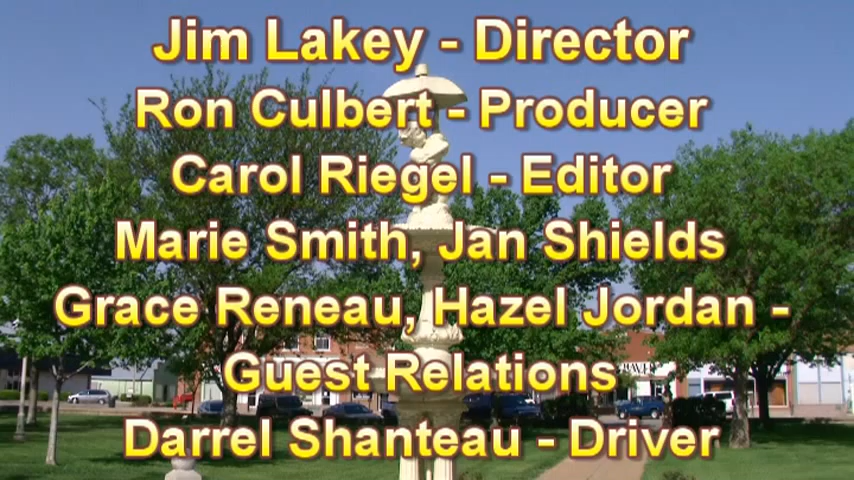 Jim Lakey - Director
Ron Culbert - Producer
Carol Riegel - Editor
Marie Smith, Jan Shields
Grace Reneau, Hazel Jordan -
Guest Relations
Darrel Shanteau - Driver